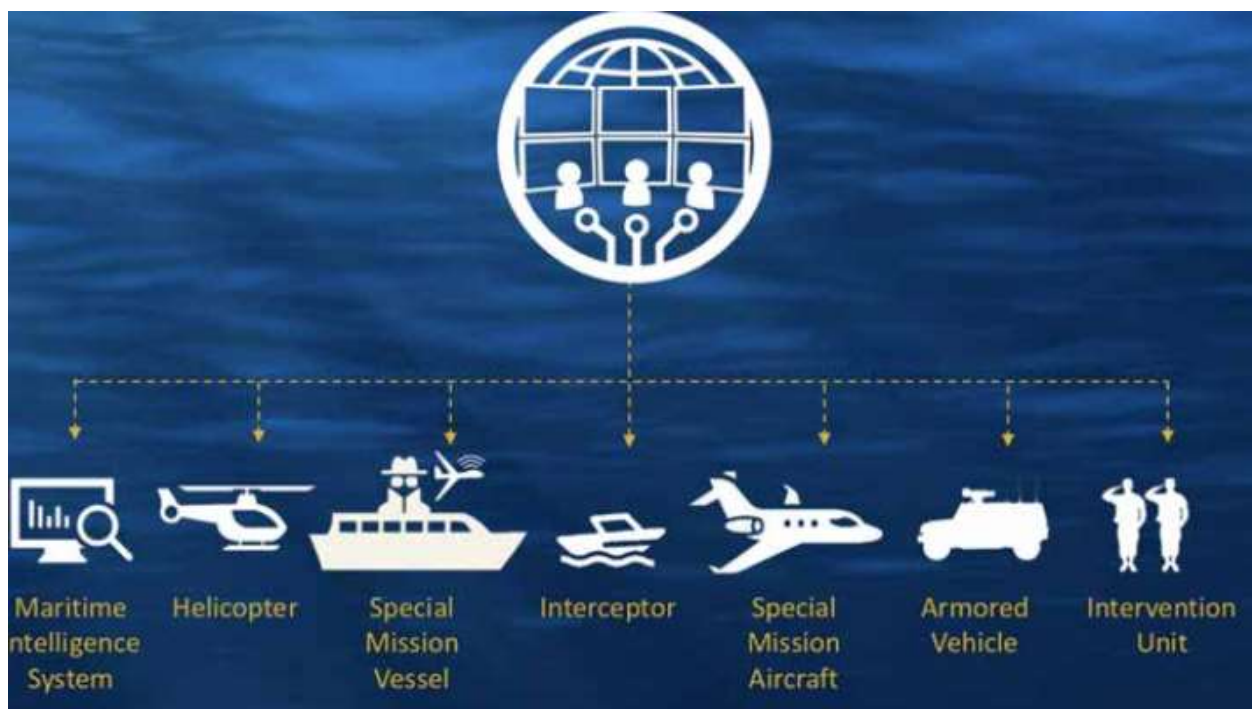 Maritime
ntelligence
System
Helicopter
Special
Mission
Vessel
Interceptor
Special
Mission
Aircraft
Armored
Vehicle
Intervention
Unit